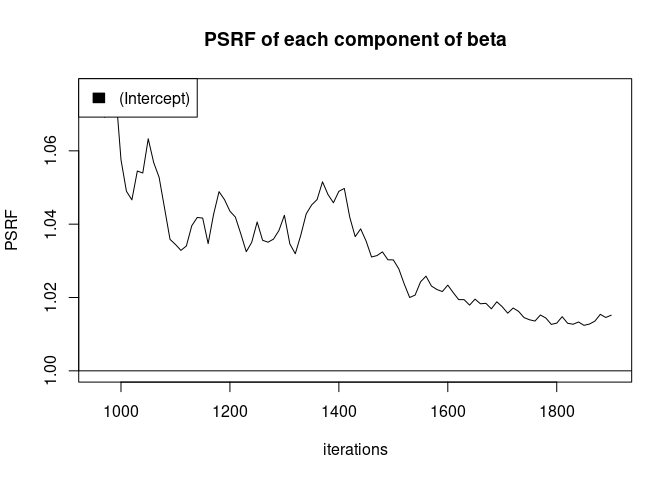 PSRF of each component of beta
(Intercept)
PSRF
1.06
1.04
1.02
1.00
1000 1200 1400 1600 1800
iterations